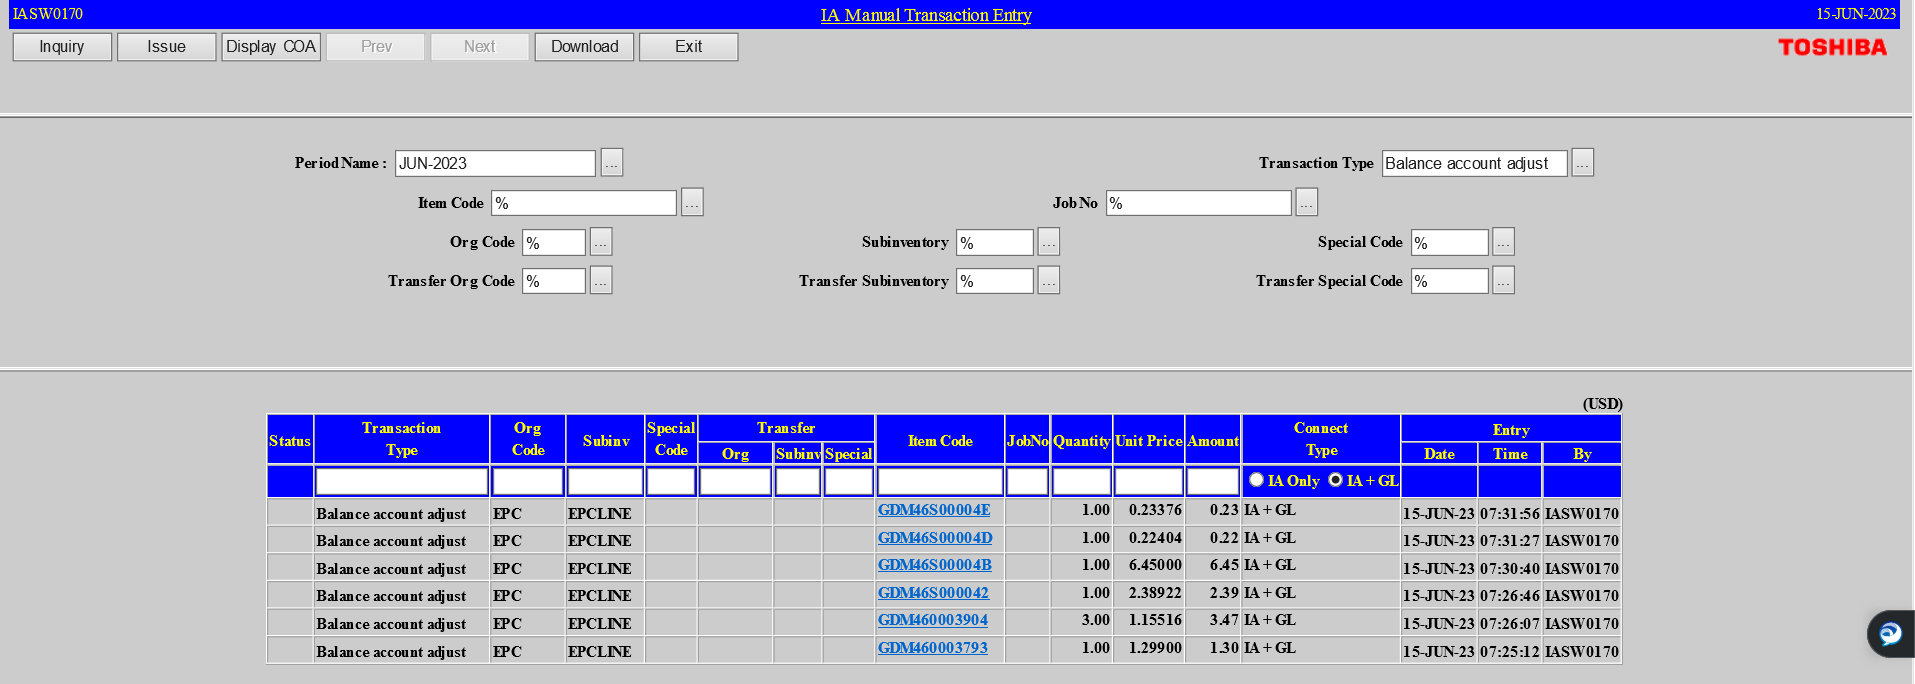 IASW0170 IA Manual Transaction Entry 15-JUN-2023
Inquiry Issue Display COA Prev Next Download Exit TOSHIBA
Period Name : JUN-2023 ... Transaction Type Balance account adjust ...
Item Code % ... Job No % ...
Org Code % ... Subinventory % ... Special Code % ...
Transfer Org Code % ... Transfer Subinventory % ... Transfer Special Code % ...
(USD)
Status Transaction Type Org Code Subinv Special Code Transfer Item Code JobNo Quantity Unit Price Amount Connect Type Entry
Org Subinv Special Date Time By
IA Only IA + GL
Balance account adjust EPC EPCLINE GDM46S00004E 1.00 0.23376 0.23 IA + GL 15-JUN-23 07:31:56 IASW0170
Balance account adjust EPC EPCLINE GDM46S00004D 1.00 0.22404 0.22 IA + GL 15-JUN-23 07:31:27 IASW0170
Balance account adjust EPC EPCLINE GDM46S00004B 1.00 6.45000 6.45 IA + GL 15-JUN-23 07:30:40 IASW0170
Balance account adjust EPC EPCLINE GDM46S000042 1.00 2.38922 2.39 IA + GL 15-JUN-23 07:26:46 IASW0170
Balance account adjust EPC EPCLINE GDM460003904 3.00 1.15516 3.47 IA + GL 15-JUN-23 07:26:07 IASW0170
Balance account adjust EPC EPCLINE GDM460003793 1.00 1.29900 1.30 IA + GL 15-JUN-23 07:25:12 IASW0170